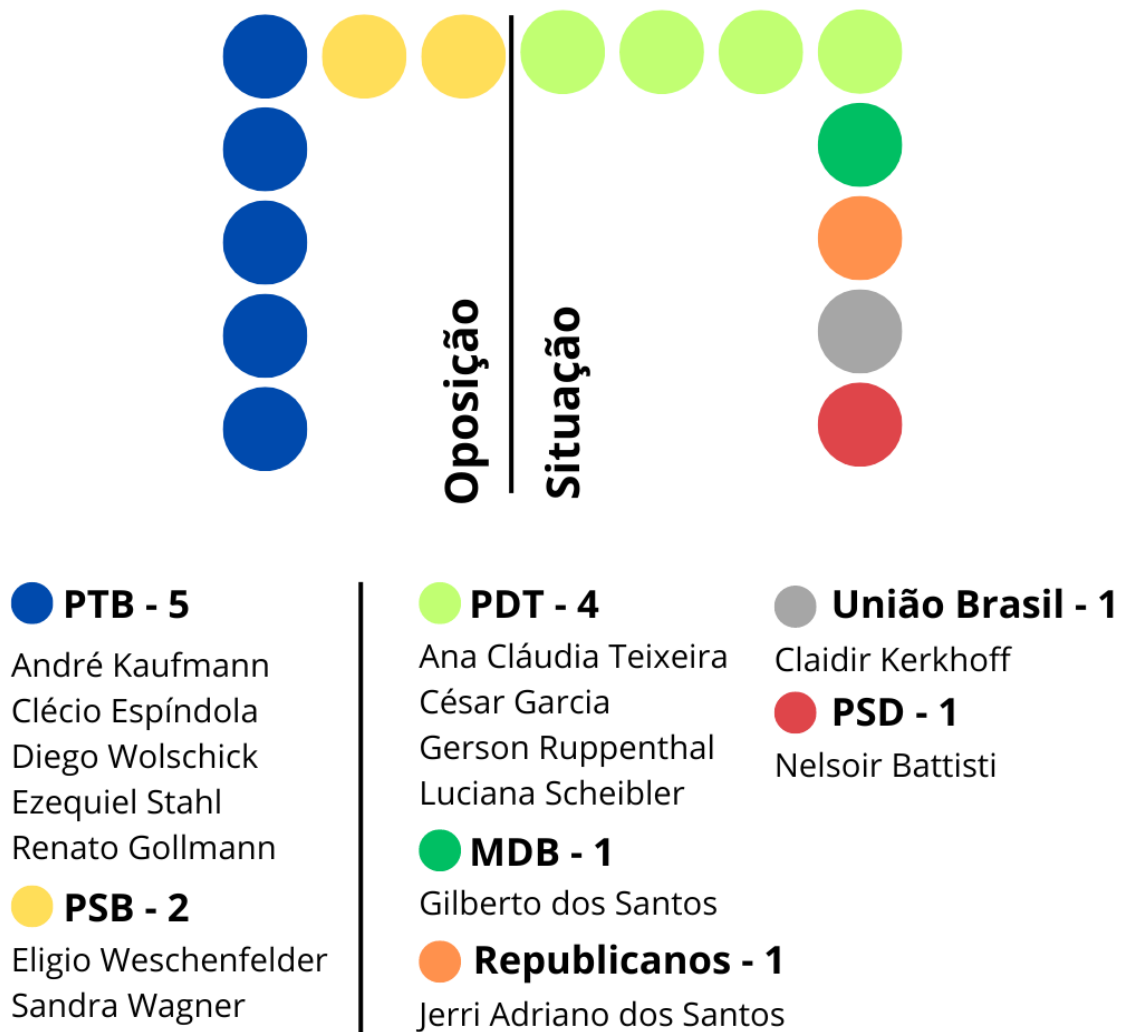 Oposição
Situação
PTB - 5
André Kaufmann
Clécio Espíndola
Diego Wolschick
Ezequiel Stahl
Renato Gollmann
PSB - 2
Eligio Weschenfelder
Sandra Wagner
PDT - 4
Ana Cláudia Teixeira
César Garcia
Gerson Ruppenthal
Luciana Scheibler
MDB - 1
Gilberto dos Santos
Republicanos - 1
Jerri Adriano dos Santos
União Brasil - 1
Claidir Kerkhoff
PSD - 1
Nelsoir Battisti